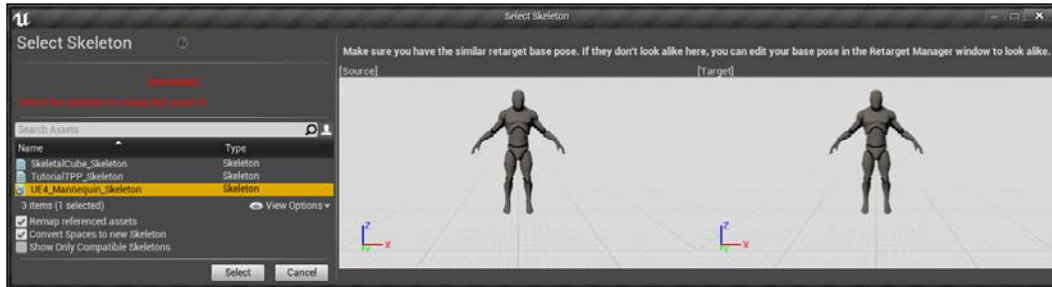 Select Skeleton
Select Skeleton
Make sure you have the similar retarget base pose. If they don't look alike here, you can edit your base pose in the Retarget Manager window to look alike.
[Source]
[Target]
Search Assets
Name Type
SkeletalCube_Skeleton Skeleton
TutorialTPP_Skeleton Skeleton
UE4_Mannequin_Skeleton Skeleton
3 items (1 selected) View Options
Remap referenced assets
Convert Spaces to new Skeleton
Show Only Compatible Skeletons
Select Cancel
Z
X
Z
X